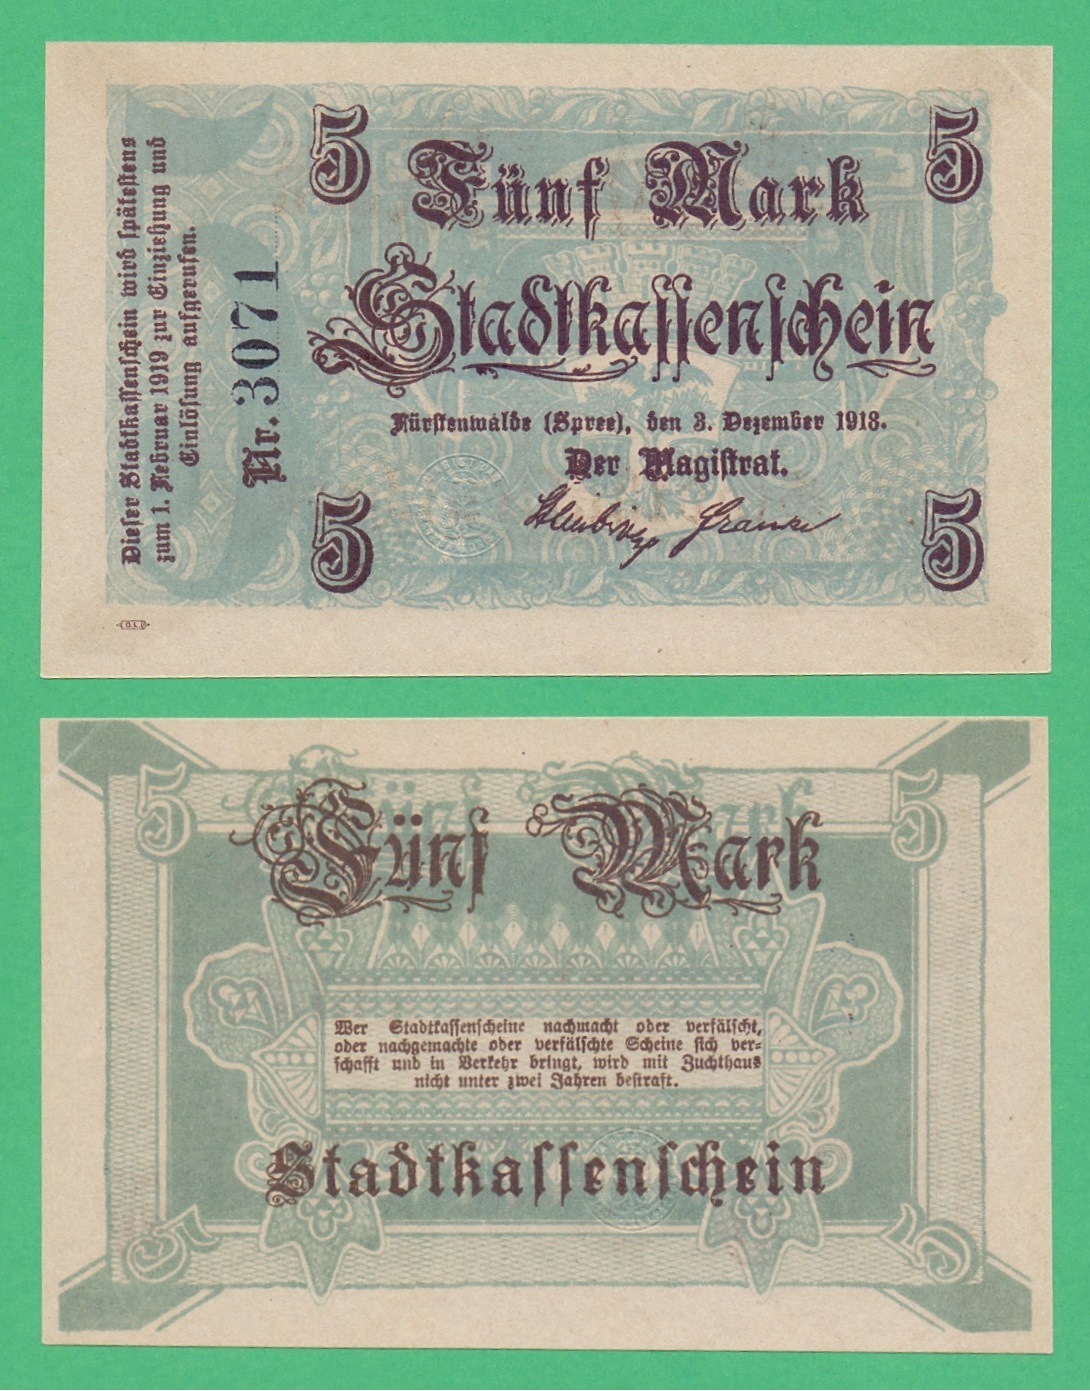 Dieser Stadtkassenschein wird spätestens
zum 1. Februar 1919 zur Einziehung und
Einlösung aufgerufen.
Nr. 3071
5
5
Fünf Mark
Stadtkassenschein
Fürstenwalde (Spree), den 3. Dezember 1918.
Der Magistrat.
5
5
5
5
Fünf Mark
Wer Stadtkassenscheine nachmacht oder verfälscht,
oder nachgemachte oder verfälschte Scheine sich ver-
schafft und in Verkehr bringt, wird mit Zuchthaus
nicht unter zwei Jahren bestraft.
Stadtkassenschein
5
5